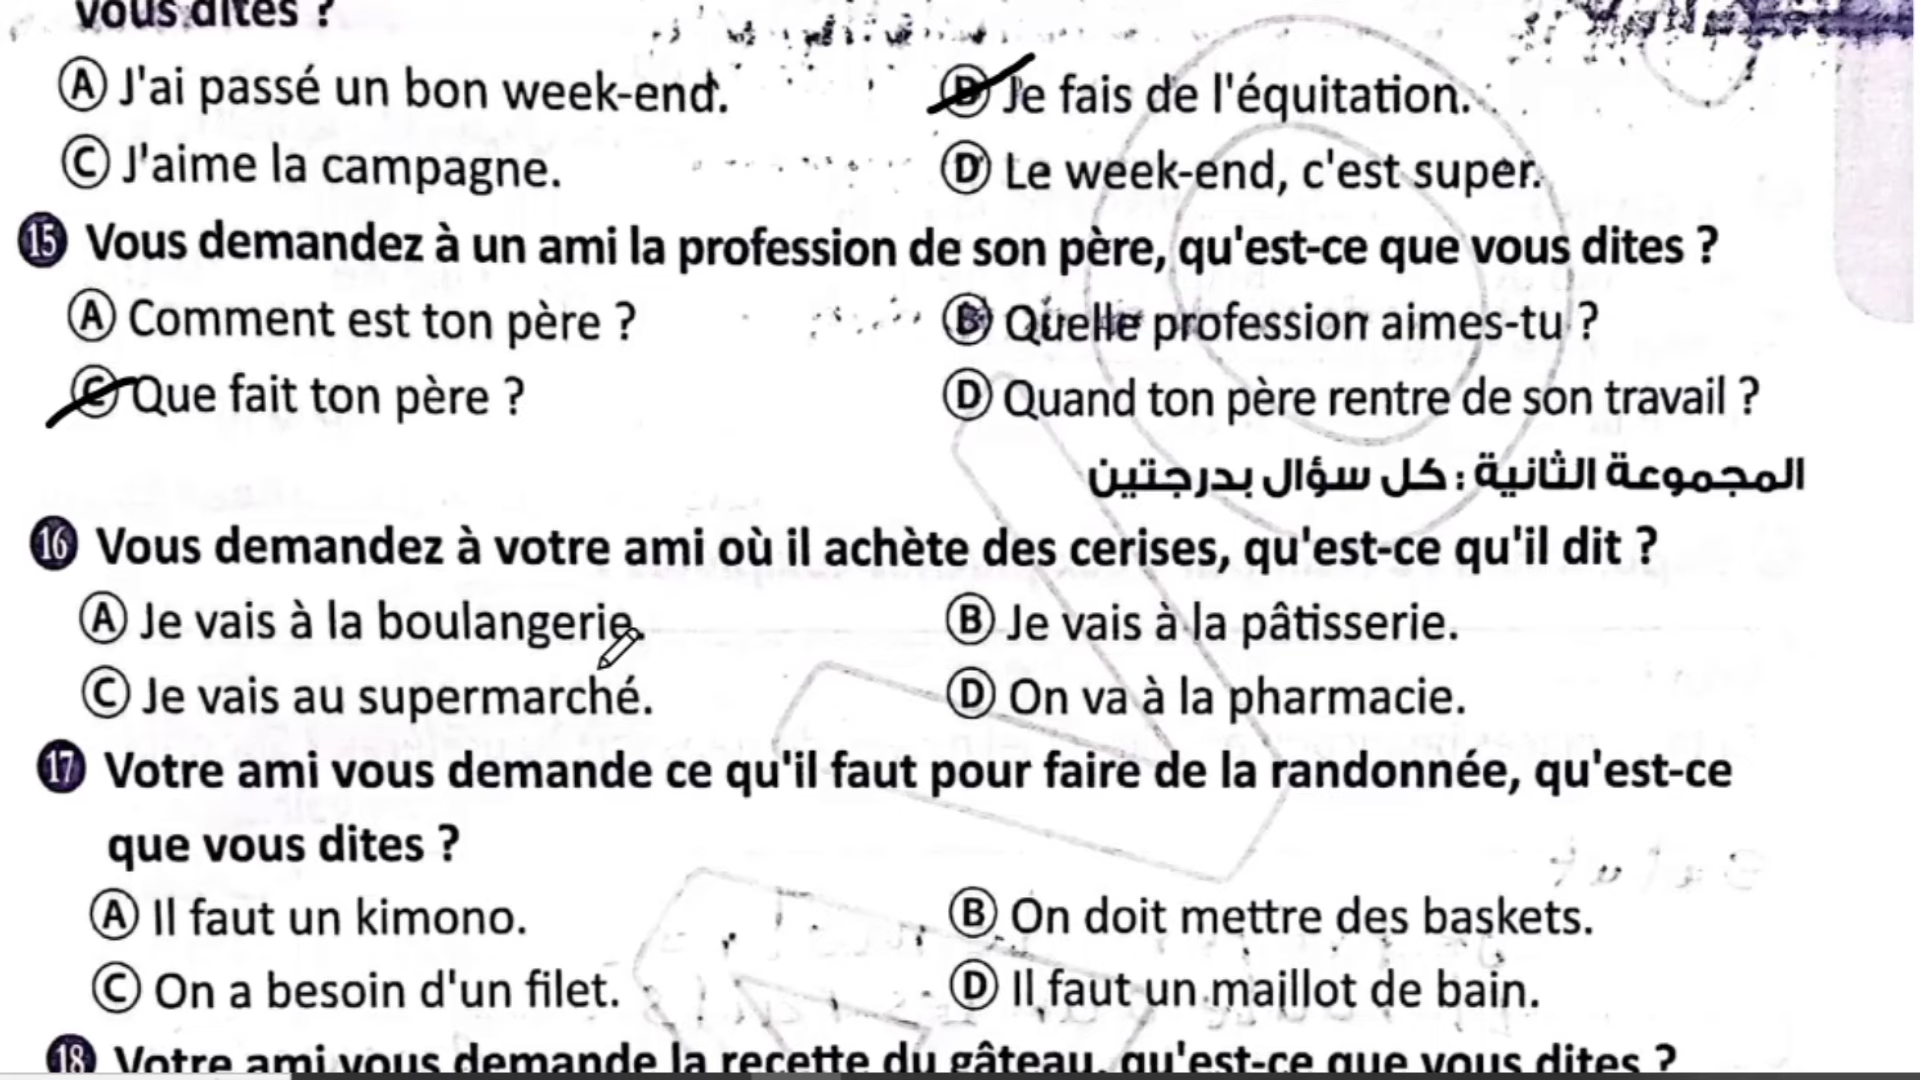 vous dites ?
Ⓐ J'ai passé un bon week-end. Ⓑ Je fais de l'équitation.
Ⓒ J'aime la campagne. Ⓓ Le week-end, c'est super.
15 Vous demandez à un ami la profession de son père, qu'est-ce que vous dites ?
Ⓐ Comment est ton père ? Ⓑ Quelle profession aimes-tu ?
Ⓒ Que fait ton père ? Ⓓ Quand ton père rentre de son travail ?
المجموعة الثانية : كل سؤال بدرجتين
16 Vous demandez à votre ami où il achète des cerises, qu'est-ce qu'il dit ?
Ⓐ Je vais à la boulangerie. Ⓑ Je vais à la pâtisserie.
Ⓒ Je vais au supermarché. Ⓓ On va à la pharmacie.
17 Votre ami vous demande ce qu'il faut pour faire de la randonnée, qu'est-ce
que vous dites ?
Ⓐ Il faut un kimono. Ⓑ On doit mettre des baskets.
Ⓒ On a besoin d'un filet. Ⓓ Il faut un maillot de bain.
18 Votre ami vous demande la recette du gâteau, qu'est-ce que vous dites ?